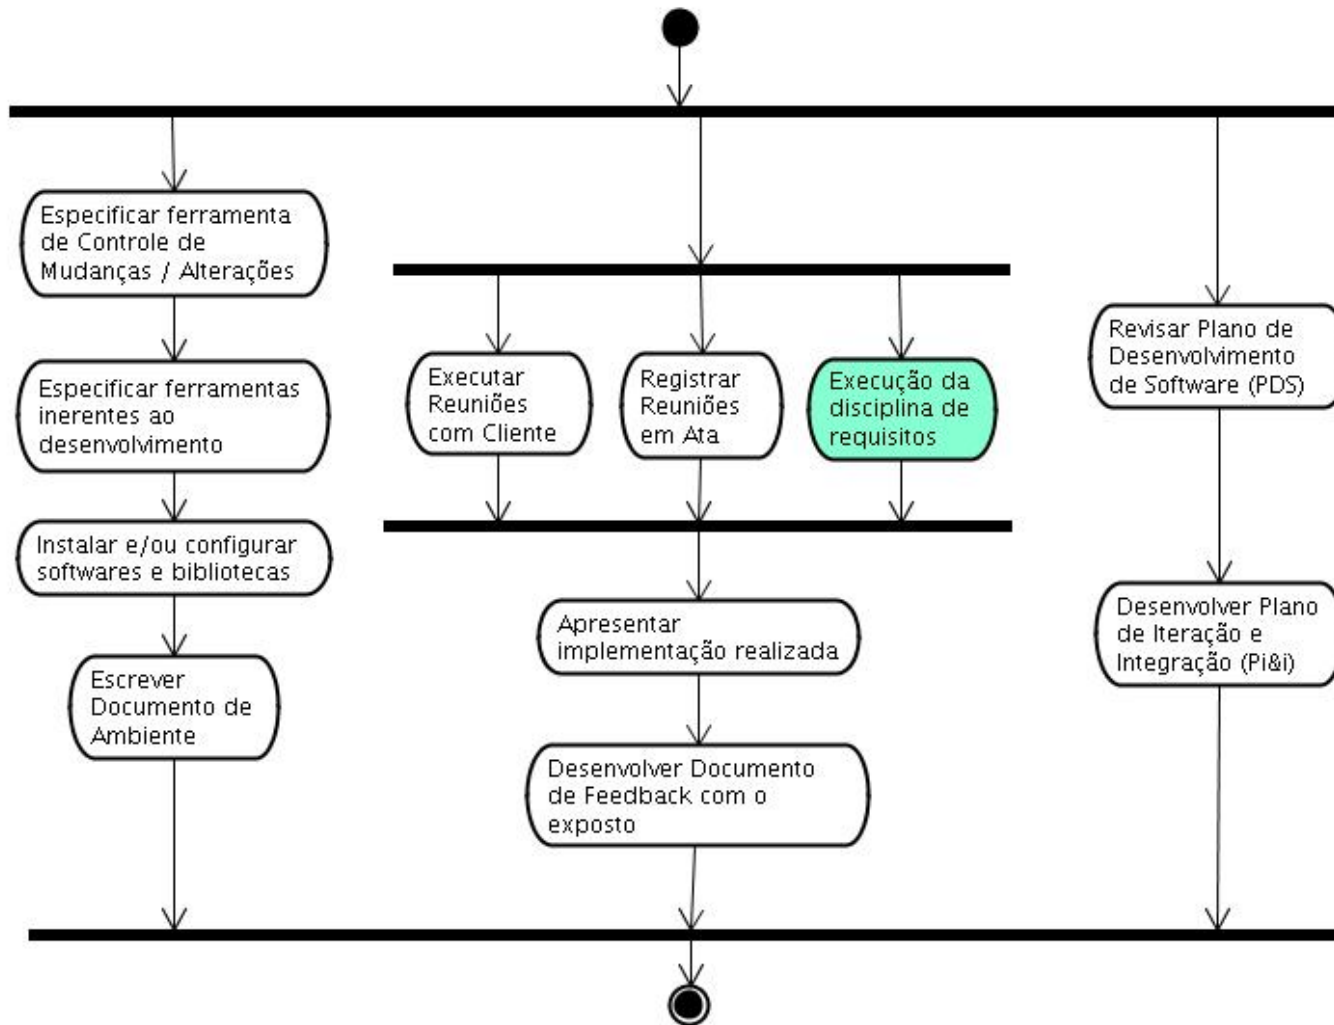 Especificar ferramenta
de Controle de
Mudanças / Alterações
Especificar ferramentas
inerentes ao
desenvolvimento
Instalar e/ou configurar
softwares e bibliotecas
Escrever
Documento de
Ambiente
Executar
Reuniões
com Cliente
Registrar
Reuniões
em Ata
Execução da
disciplina de
requisitos
Apresentar
implementação realizada
Desenvolver Documento
de Feedback com o
exposto
Revisar Plano de
Desenvolvimento
de Software (PDS)
Desenvolver Plano
de Iteração e
Integração (Pi&i)